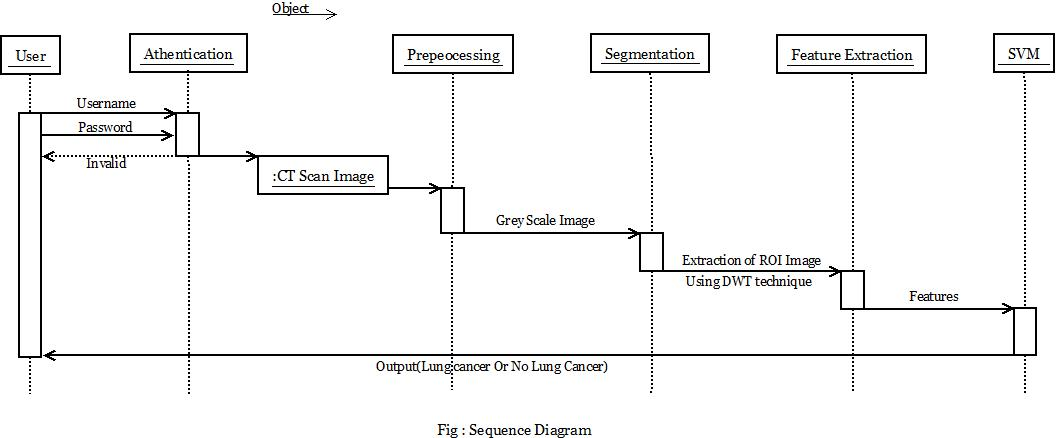 Object
User
Athentication
Prepeocessing
Segmentation
Feature Extraction
SVM
Username
Password
Invalid
:CT Scan Image
Grey Scale Image
Extraction of ROI Image
Using DWT technique
Features
Output(Lung cancer Or No Lung Cancer)
Fig : Sequence Diagram